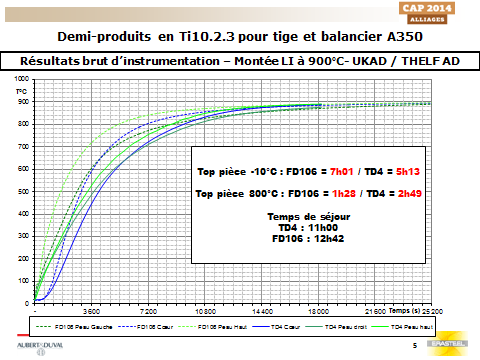 CAP 2014
ALLIAGES
Demi-produits en Ti10.2.3 pour tige et balancier A350
Résultats brut d'instrumentation – Montée LI à 900°C- UKAD / THELF AD
T°C
1000
900
800
700
600
500
400
300
200
100
0
Top pièce -10°C : FD106 = 7h01 / TD4 = 5h13
Top pièce 800°C : FD106 = 1h28 / TD4 = 2h49
Temps de séjour
TD4 : 11h00
FD106 : 12h42
- 3 600 7 200 10 800 14 400 18 000 21 600 25 200
Temps (s)
FD106 Peau Gauche FD106 Cœur FD106 Peau Haut TD4 Cœur TD4 Peau droit TD4 Peau haut
AUBERT&DUVAL
5
ERASTEEL